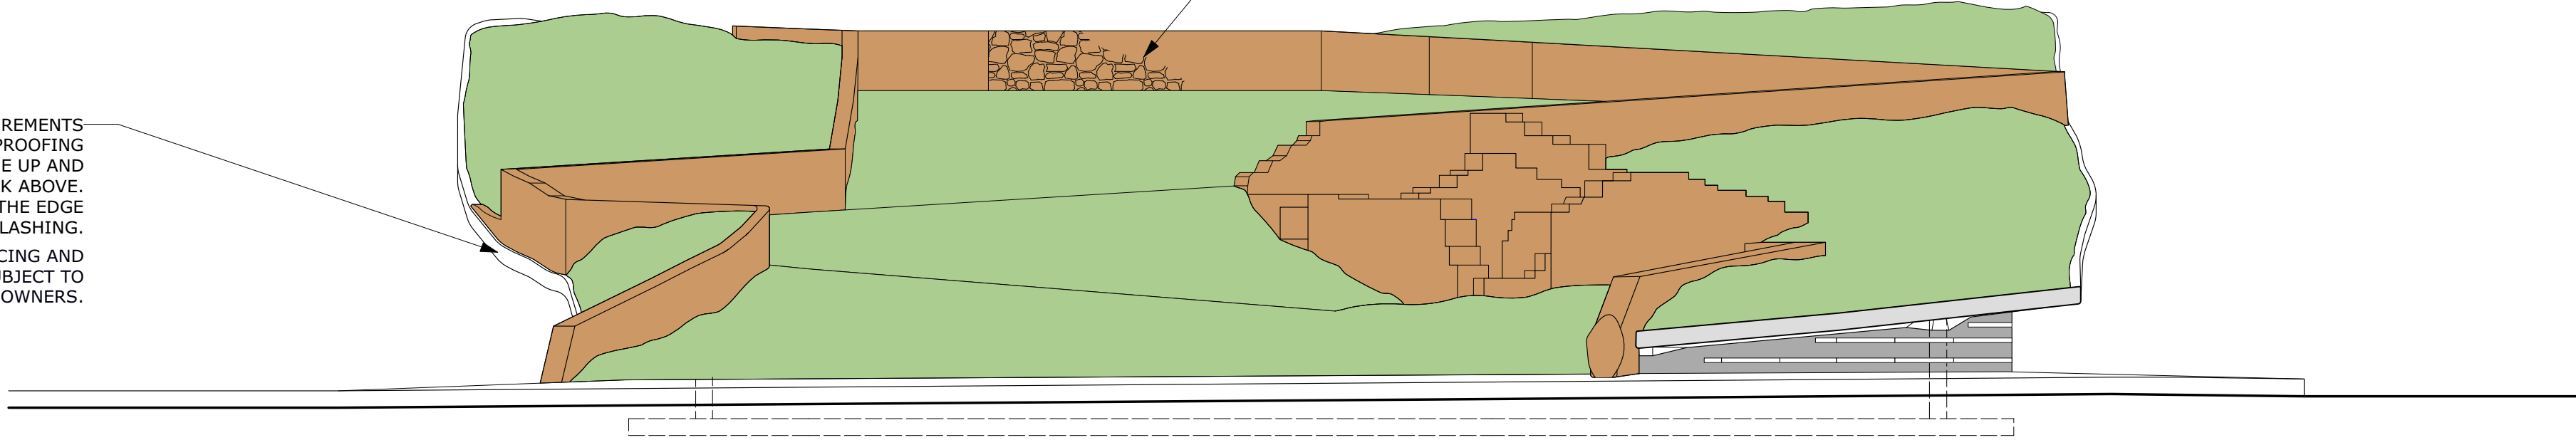 REMENTS
PROOFING
E UP AND
K ABOVE.
THE EDGE
LASHING.
CING AND
BJECT TO
OWNERS.